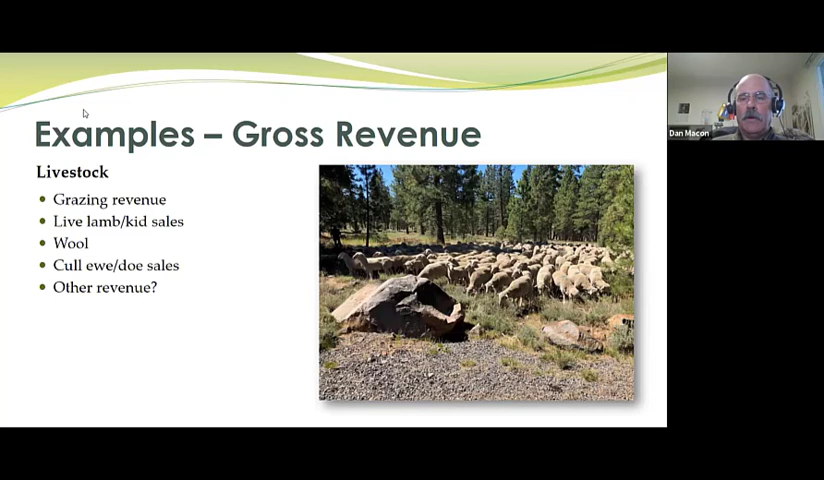 Examples – Gross Revenue
Dan Macon
Livestock
• Grazing revenue
• Live lamb/kid sales
• Wool
• Cull ewe/doe sales
• Other revenue?